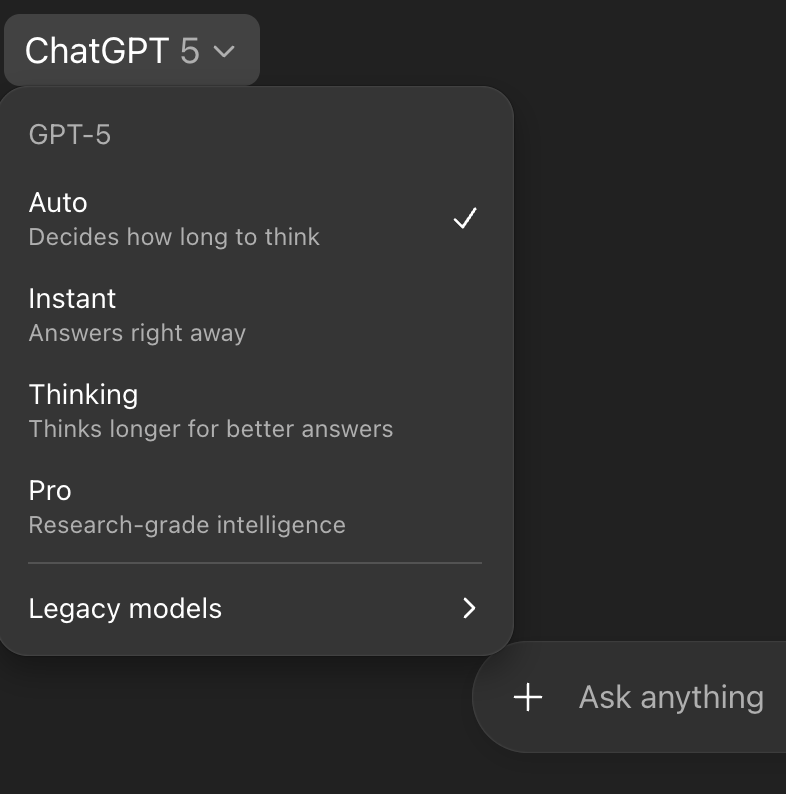 ChatGPT 5
GPT-5
Auto
Decides how long to think
Instant
Answers right away
Thinking
Thinks longer for better answers
Pro
Research-grade intelligence
Legacy models
Ask anything